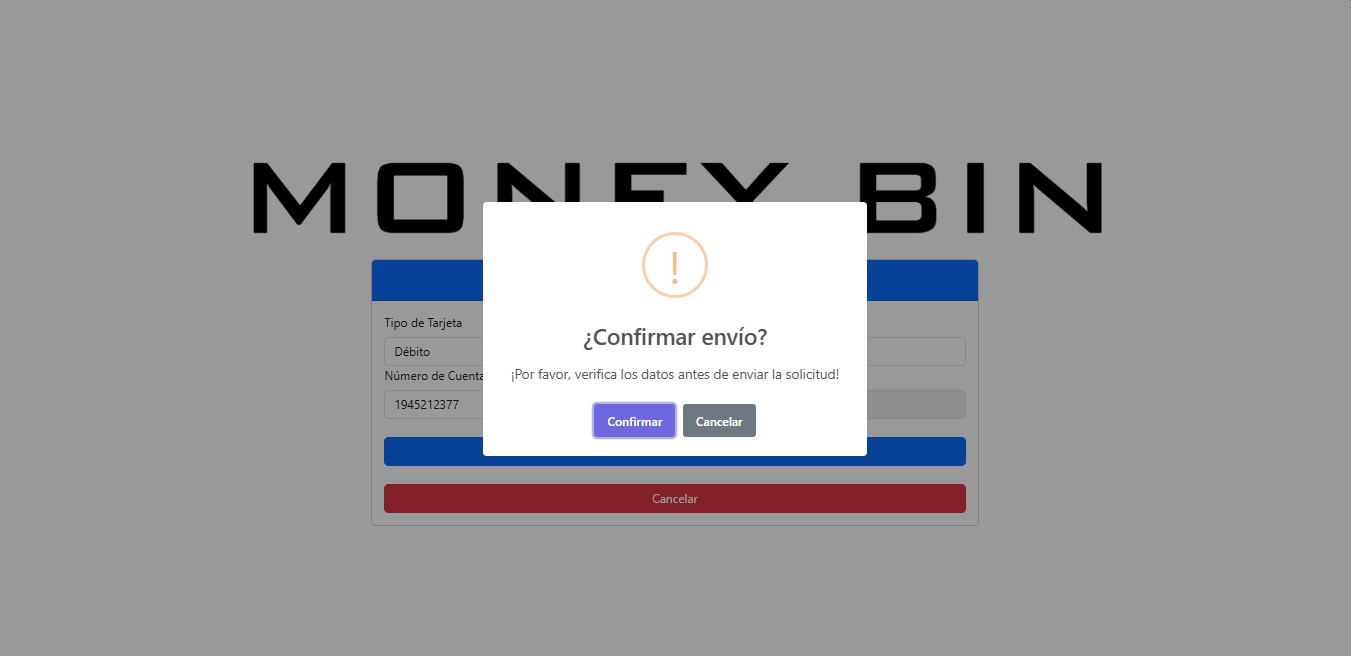 MONEY BIN
¿Confirmar envío?
¡Por favor, verifica los datos antes de enviar la solicitud!
Confirmar
Cancelar
Tipo de Tarjeta
Débito
Número de Cuenta
1945212377
Cancelar